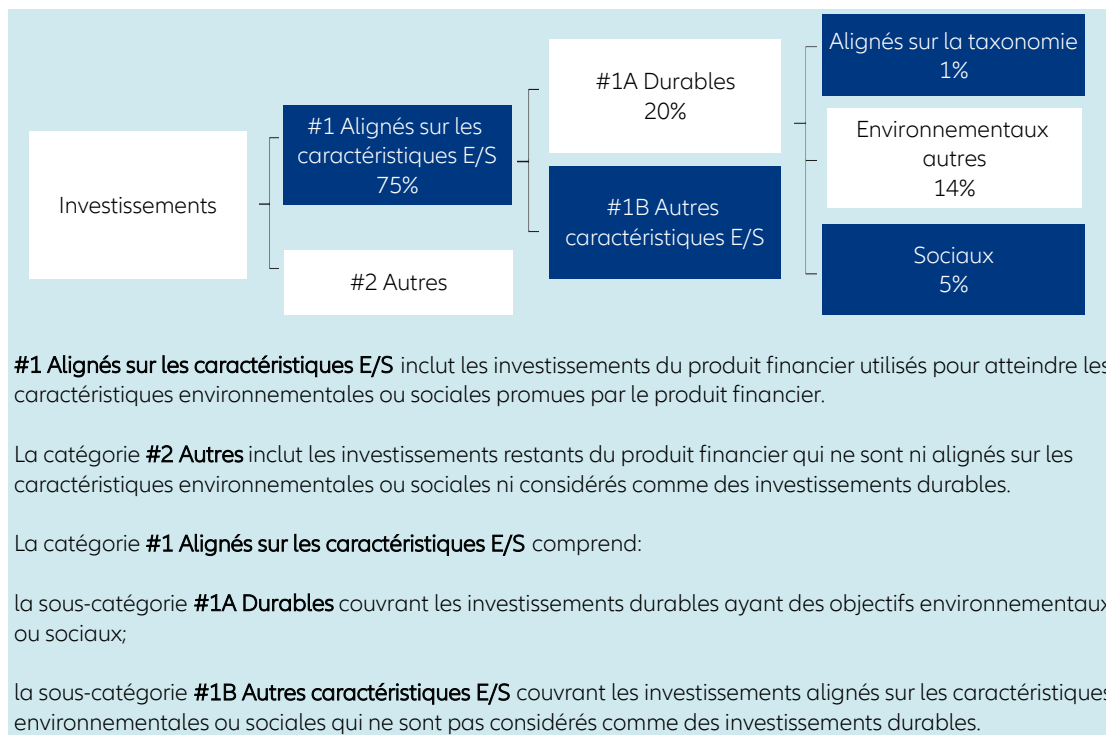 Investissements
#1 Alignés sur les
caractéristiques E/S
75%
#2 Autres
#1A Durables
20%
#1B Autres
caractéristiques E/S
Alignés sur la taxonomie
1%
Environnementaux
autres
14%
Sociaux
5%
#1 Alignés sur les caractéristiques E/S inclut les investissements du produit financier utilisés pour atteindre les
caractéristiques environnementales ou sociales promues par le produit financier.
La catégorie #2 Autres inclut les investissements restants du produit financier qui ne sont ni alignés sur les
caractéristiques environnementales ou sociales ni considérés comme des investissements durables.
La catégorie #1 Alignés sur les caractéristiques E/S comprend:
la sous-catégorie #1A Durables couvrant les investissements durables ayant des objectifs environnementaux
ou sociaux;
la sous-catégorie #1B Autres caractéristiques E/S couvrant les investissements alignés sur les caractéristiques
environnementales ou sociales qui ne sont pas considérés comme des investissements durables.